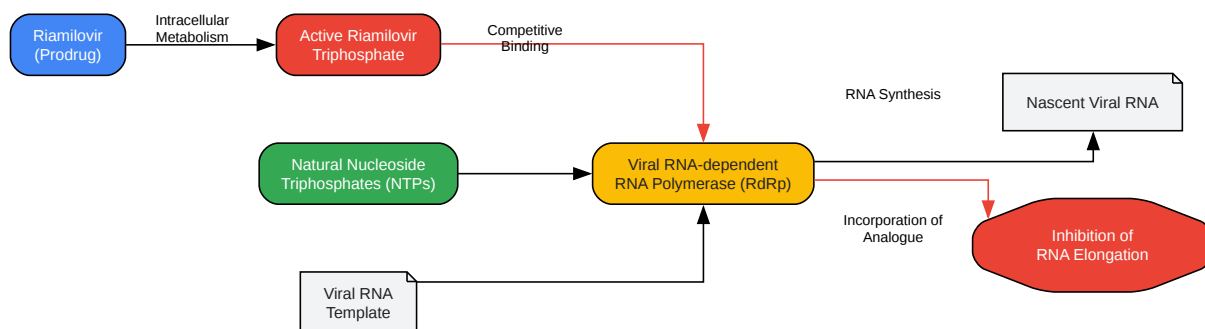 Riamilovir
(Prodrug)
Intracellular
Metabolism
Active Riamilovir
Triphosphate
Competitive
Binding
Natural Nucleoside
Triphosphates (NTPs)
Viral RNA
Template
Viral RNA-dependent
RNA Polymerase (RdRp)
RNA Synthesis
Nascent Viral RNA
Incorporation of
Analogue
Inhibition of
RNA Elongation